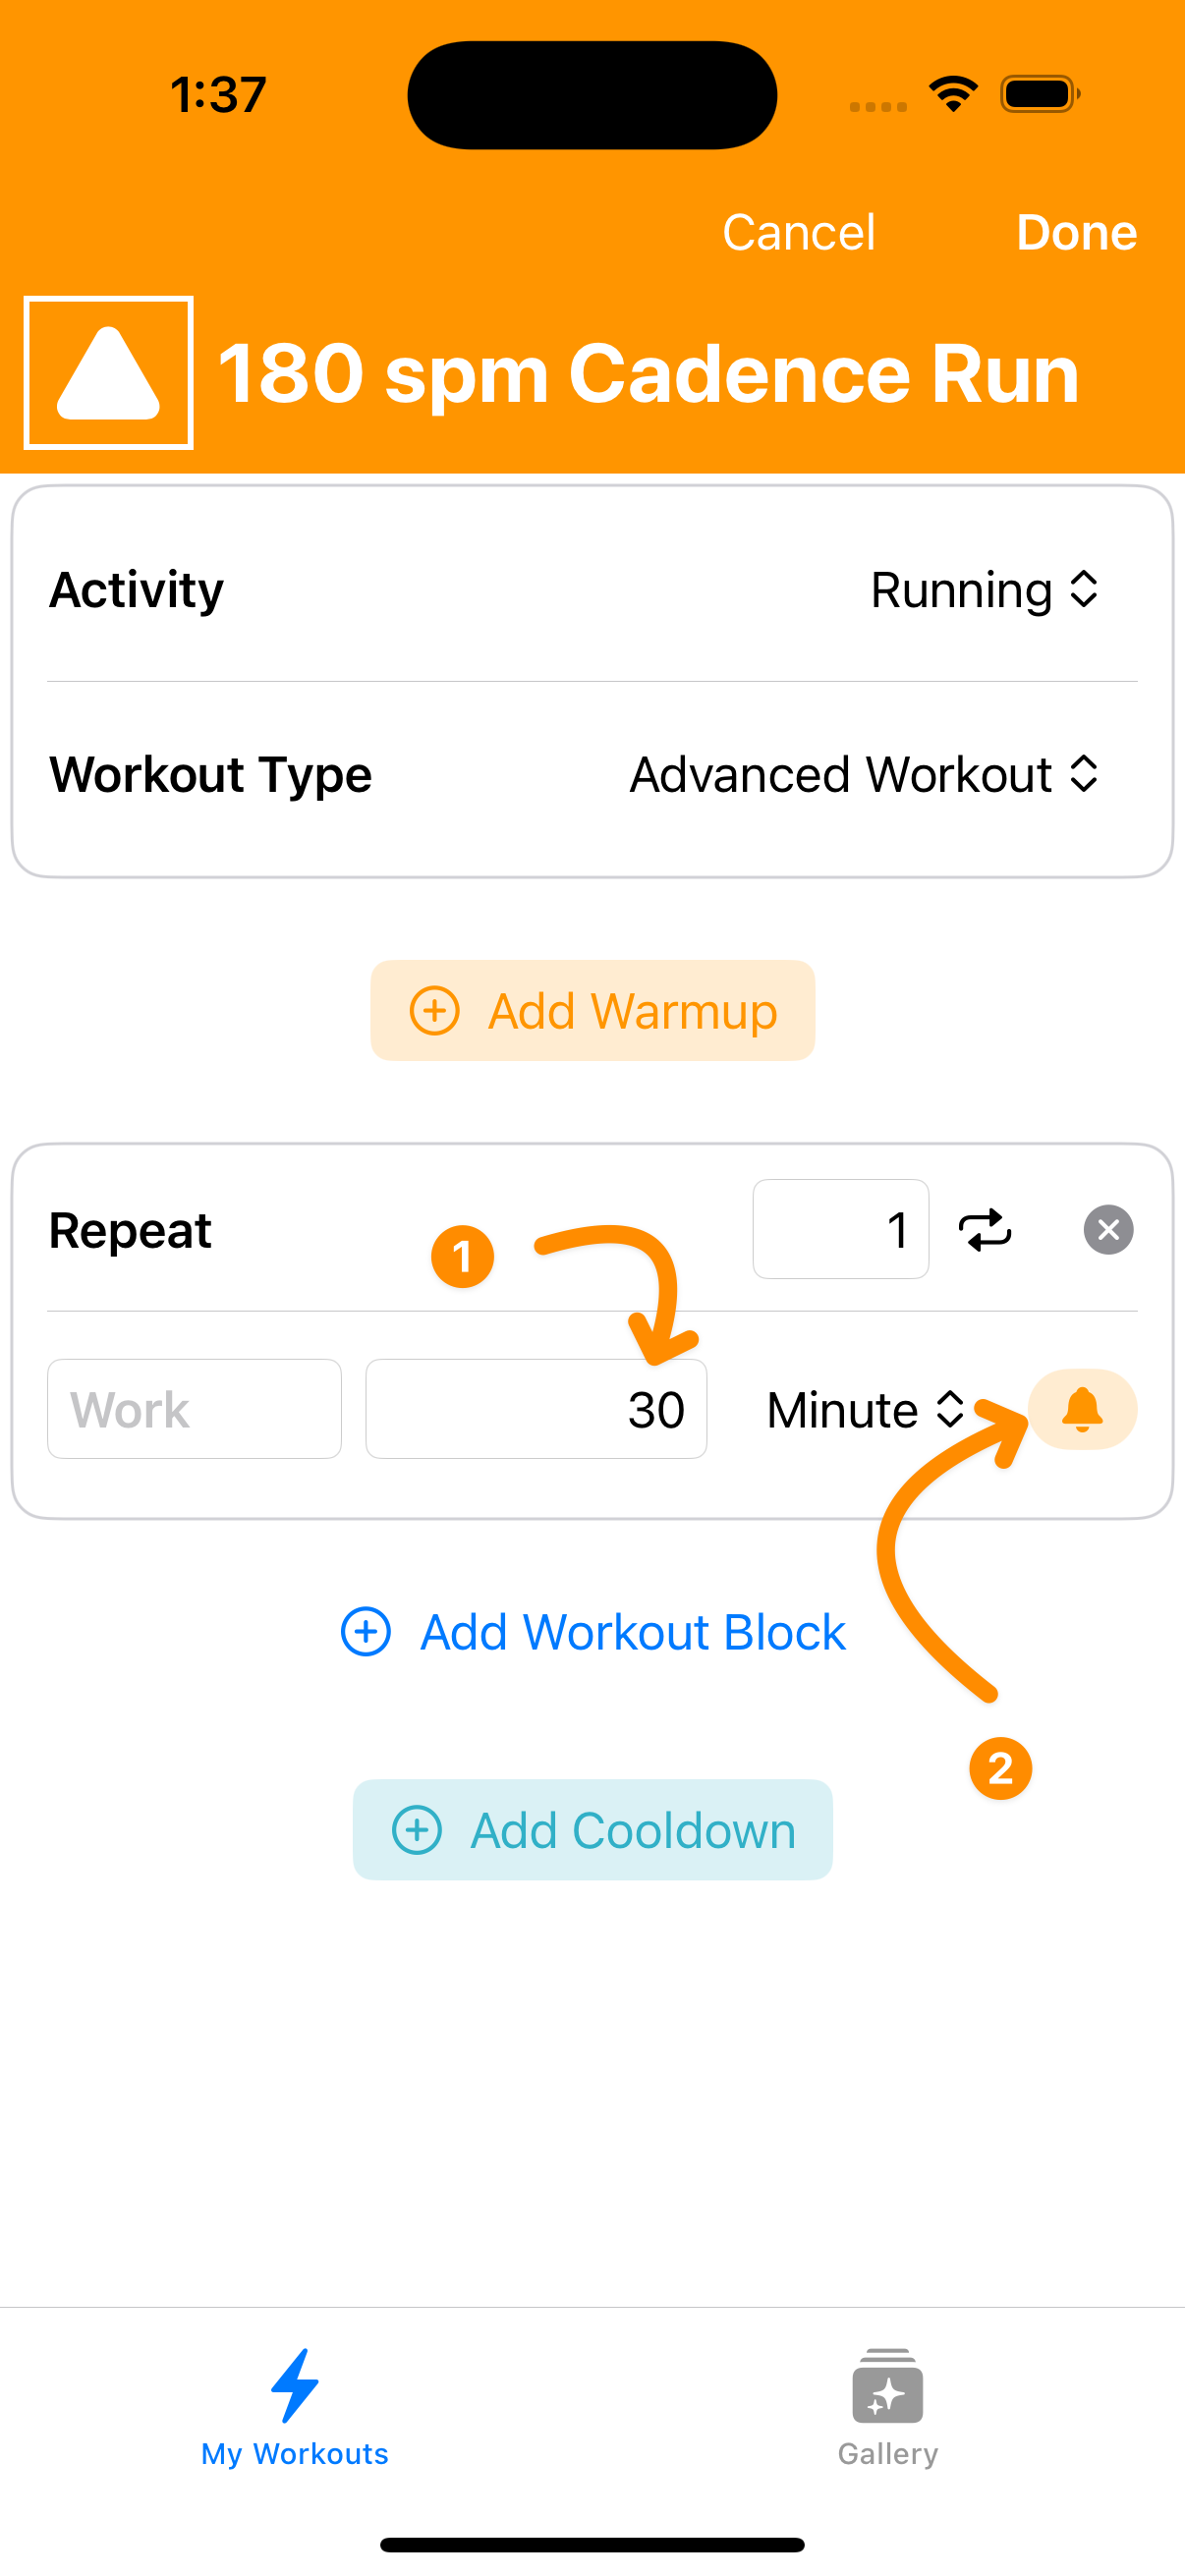 1:37
Cancel Done
180 spm Cadence Run
Activity Running
Workout Type Advanced Workout
Add Warmup
Repeat 1
1
Work 30 Minute
Add Workout Block
2
Add Cooldown
My Workouts Gallery